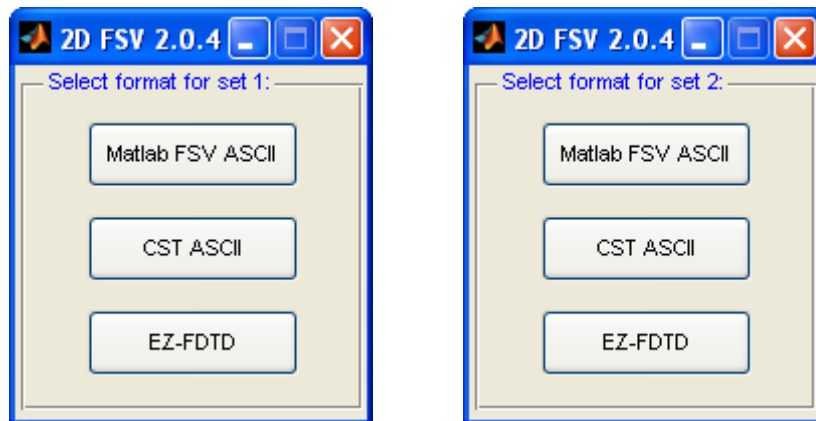 2D FSV 2.0.4
Select format for set 1:
Matlab FSV ASCII
CST ASCII
EZ-FDTD
2D FSV 2.0.4
Select format for set 2:
Matlab FSV ASCII
CST ASCII
EZ-FDTD